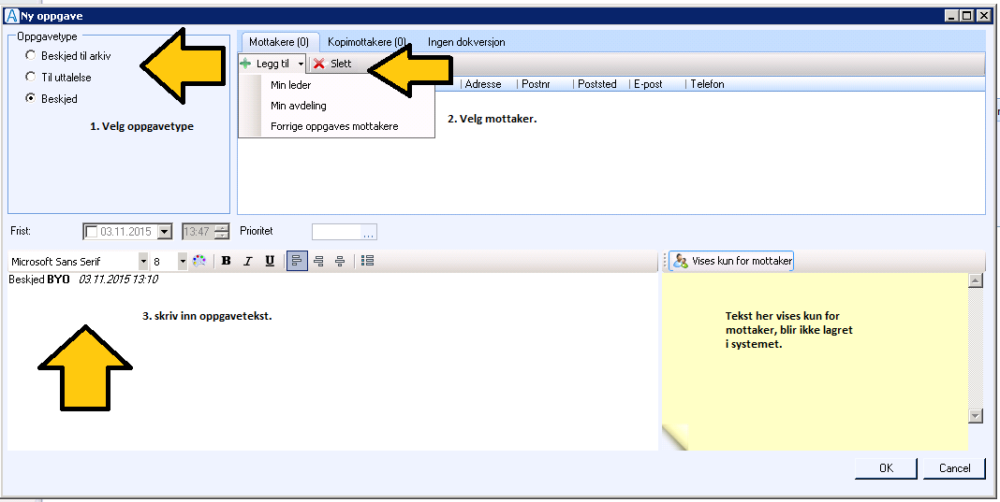 Ny oppgave
Oppgavetype
Beskjed til arkiv
Til uttalelse
Beskjed
1. Velg oppgavetype
Mottakere (0) Kopimottakere (0) Ingen dokversjon
Legg til Slett
Min leder
Min avdeling
Forrige oppgaves mottakere
Adresse Postnr Poststed E-post Telefon
2. Velg mottaker.
Frist: 03.11.2015 13:47 Prioritet ...
Microsoft Sans Serif 8 B I U
Vises kun for mottaker
Beskjed BYO 03.11.2015 13:10
3. skriv inn oppgavetekst.
Tekst her vises kun for
mottaker, blir ikke lagret
i systemet.
OK Cancel